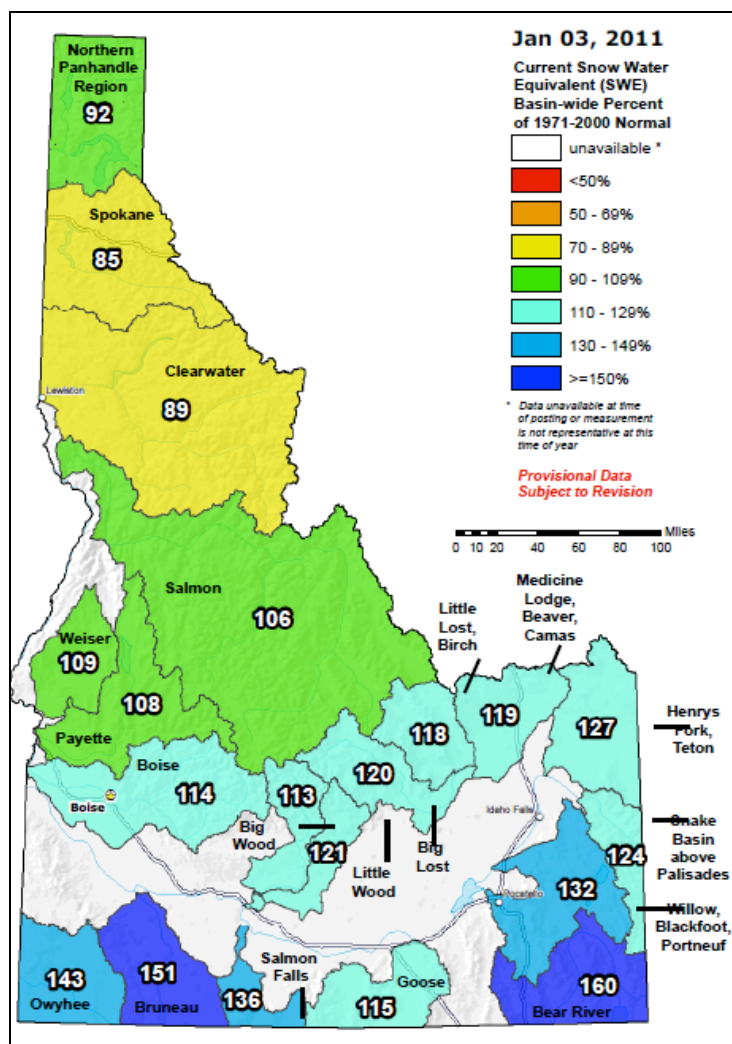 Jan 03, 2011
Current Snow Water
Equivalent (SWE)
Basin-wide Percent
of 1971-2000 Normal
unavailable *
<50%
50 - 69%
70 - 89%
90 - 109%
110 - 129%
130 - 149%
>=150%
* Data unavailable at time
of posting or measurement
is not representative at this
time of year
Provisional Data
Subject to Revision
Miles
0 10 20 40 60 80 100
Northern
Panhandle
Region
92
Spokane
85
Clearwater
Lewiston
89
Salmon
106
Weiser
109
108
Payette
Little
Lost,
Birch
Medicine
Lodge,
Beaver,
Camas
118
119
127
Henrys
Fork,
Teton
Boise
114
Boise
113
120
Big
Wood
121
Little
Wood
Big
Lost
Idaho Falls
Snake
Basin
above
Palisades
124
132
Pocatello
Willow,
Blackfoot,
Portneuf
143
Owyhee
151
Bruneau
136
Salmon
Falls
Goose
115
160
Bear River